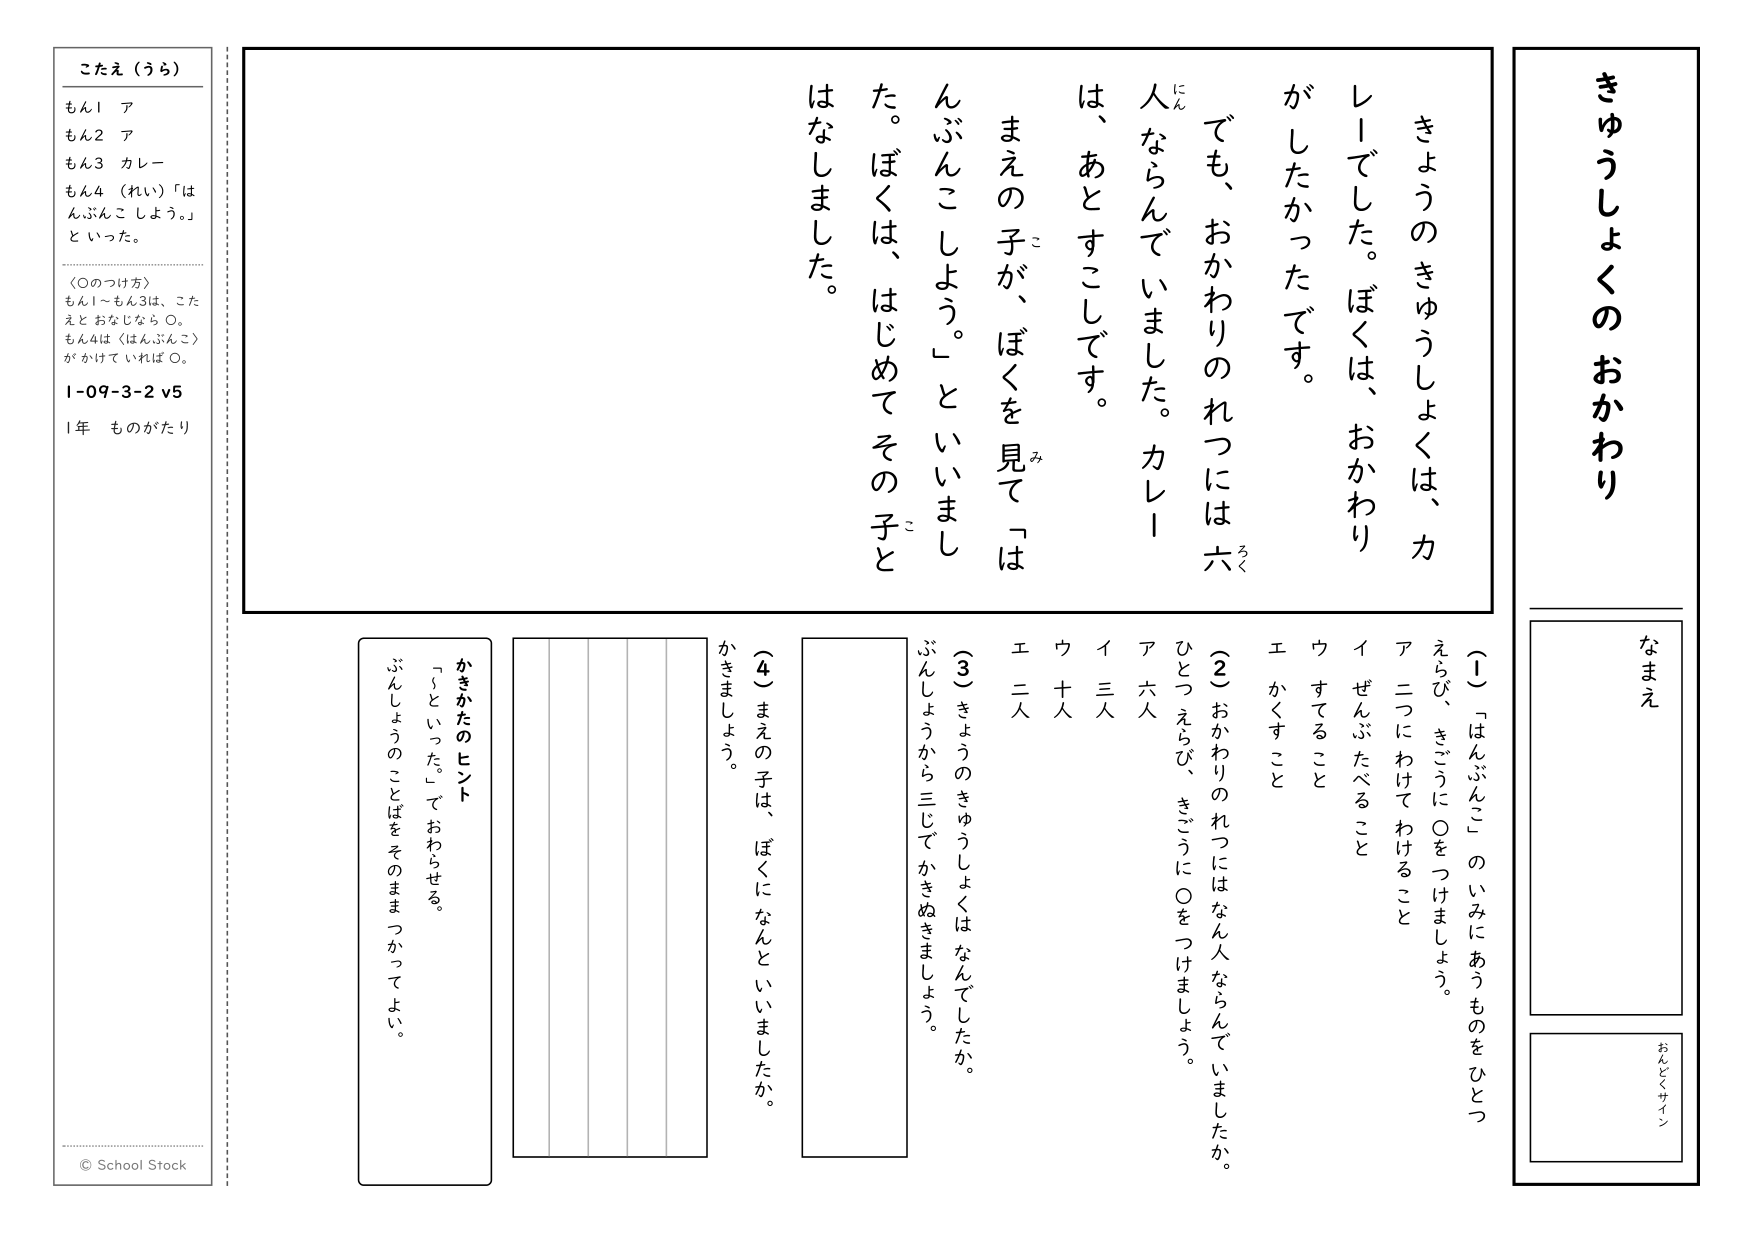 きゅうしょくの おかわり
なまえ
おんどくサイン
きょうの きゅうしょくは、カ
レーでした。ぼくは、おかわり
が したかった です。
でも、おかわりの れつには 六
ろく
人 ならんで いました。カレー
にん
は、あと すこしです。
まえの 子が、ぼくを 見て 「は
こ
み
んぶんこ しよう。」と いいまし
た。ぼくは、はじめて その 子と
こ
はなしました。
(1) 「はんぶんこ」 の いみに あう ものを ひとつ
えらび、 きごうに ○を つけましょう。
ア 二つに わけて わける こと
イ ぜんぶ たべる こと
ウ すてる こと
エ かくす こと
(2) おかわりの れつには なん人 ならんで いましたか。
ひとつ えらび、 きごうに ○を つけましょう。
ア 六人
イ 三人
ウ 十人
エ 二人
(3) きょうの きゅうしょくは なんでしたか。
ぶんしょうから 三じで かきぬきましょう。
(4) まえの 子は、 ぼくに なんと いいましたか。
かきましょう。
かきかたの ヒント
「〜と いった。」で おわらせる。
ぶんしょうの ことばを そのまま つかって よい。
こたえ（うら）
もん1 ア
もん2 ア
もん3 カレー
もん4 （れい）「は
んぶんこ しよう。」
と いった。
〈○のつけ方〉
もん1〜もん3は、こた
えと おなじなら ○。
もん4は〈はんぶんこ〉
が かけて いれば ○。
1-09-3-2 v5
1年 ものがたり
© School Stock